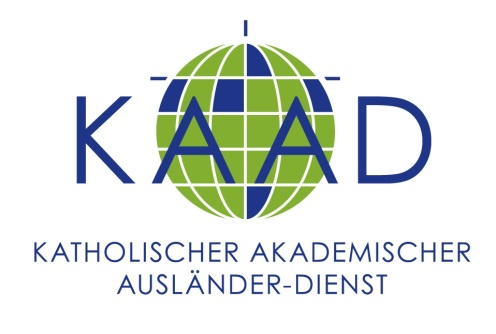 KAAD
KATHOLISCHER AKADEMISCHER
AUSLÄNDER-DIENST